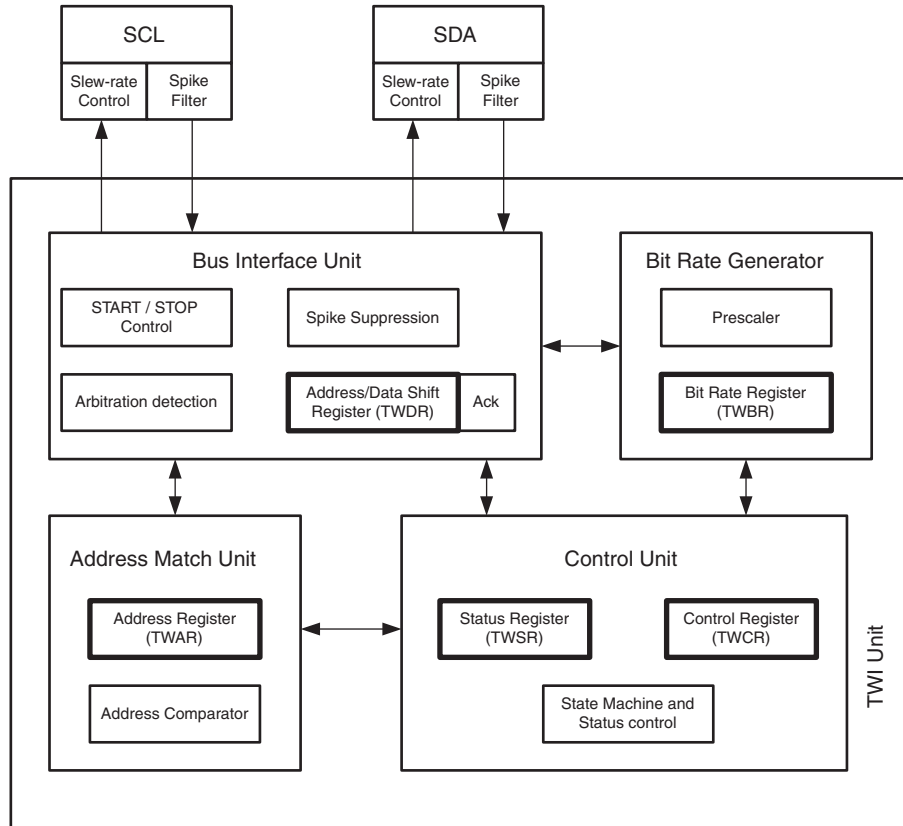 SCL
SDA
Slew-rate
Control
Spike
Filter
Slew-rate
Control
Spike
Filter
Bus Interface Unit
Bit Rate Generator
START / STOP
Control
Spike Suppression
Prescaler
Arbitration detection
Address/Data Shift
Register (TWDR)
Ack
Bit Rate Register
(TWBR)
Address Match Unit
Control Unit
Address Register
(TWAR)
Status Register
(TWSR)
Control Register
(TWCR)
Address Comparator
State Machine and
Status control
TWI Unit